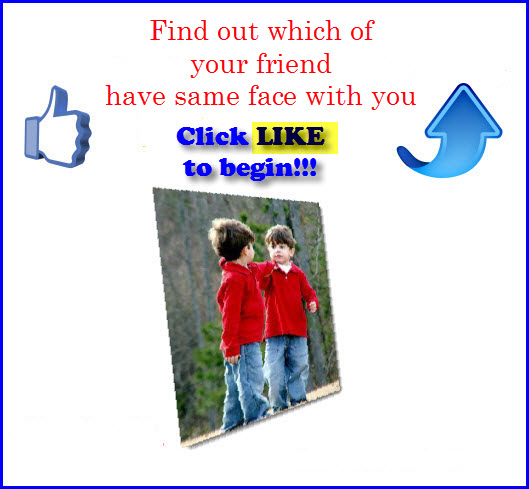 Find out which of
your friend
have same face with you
Click LIKE
to begin!!!